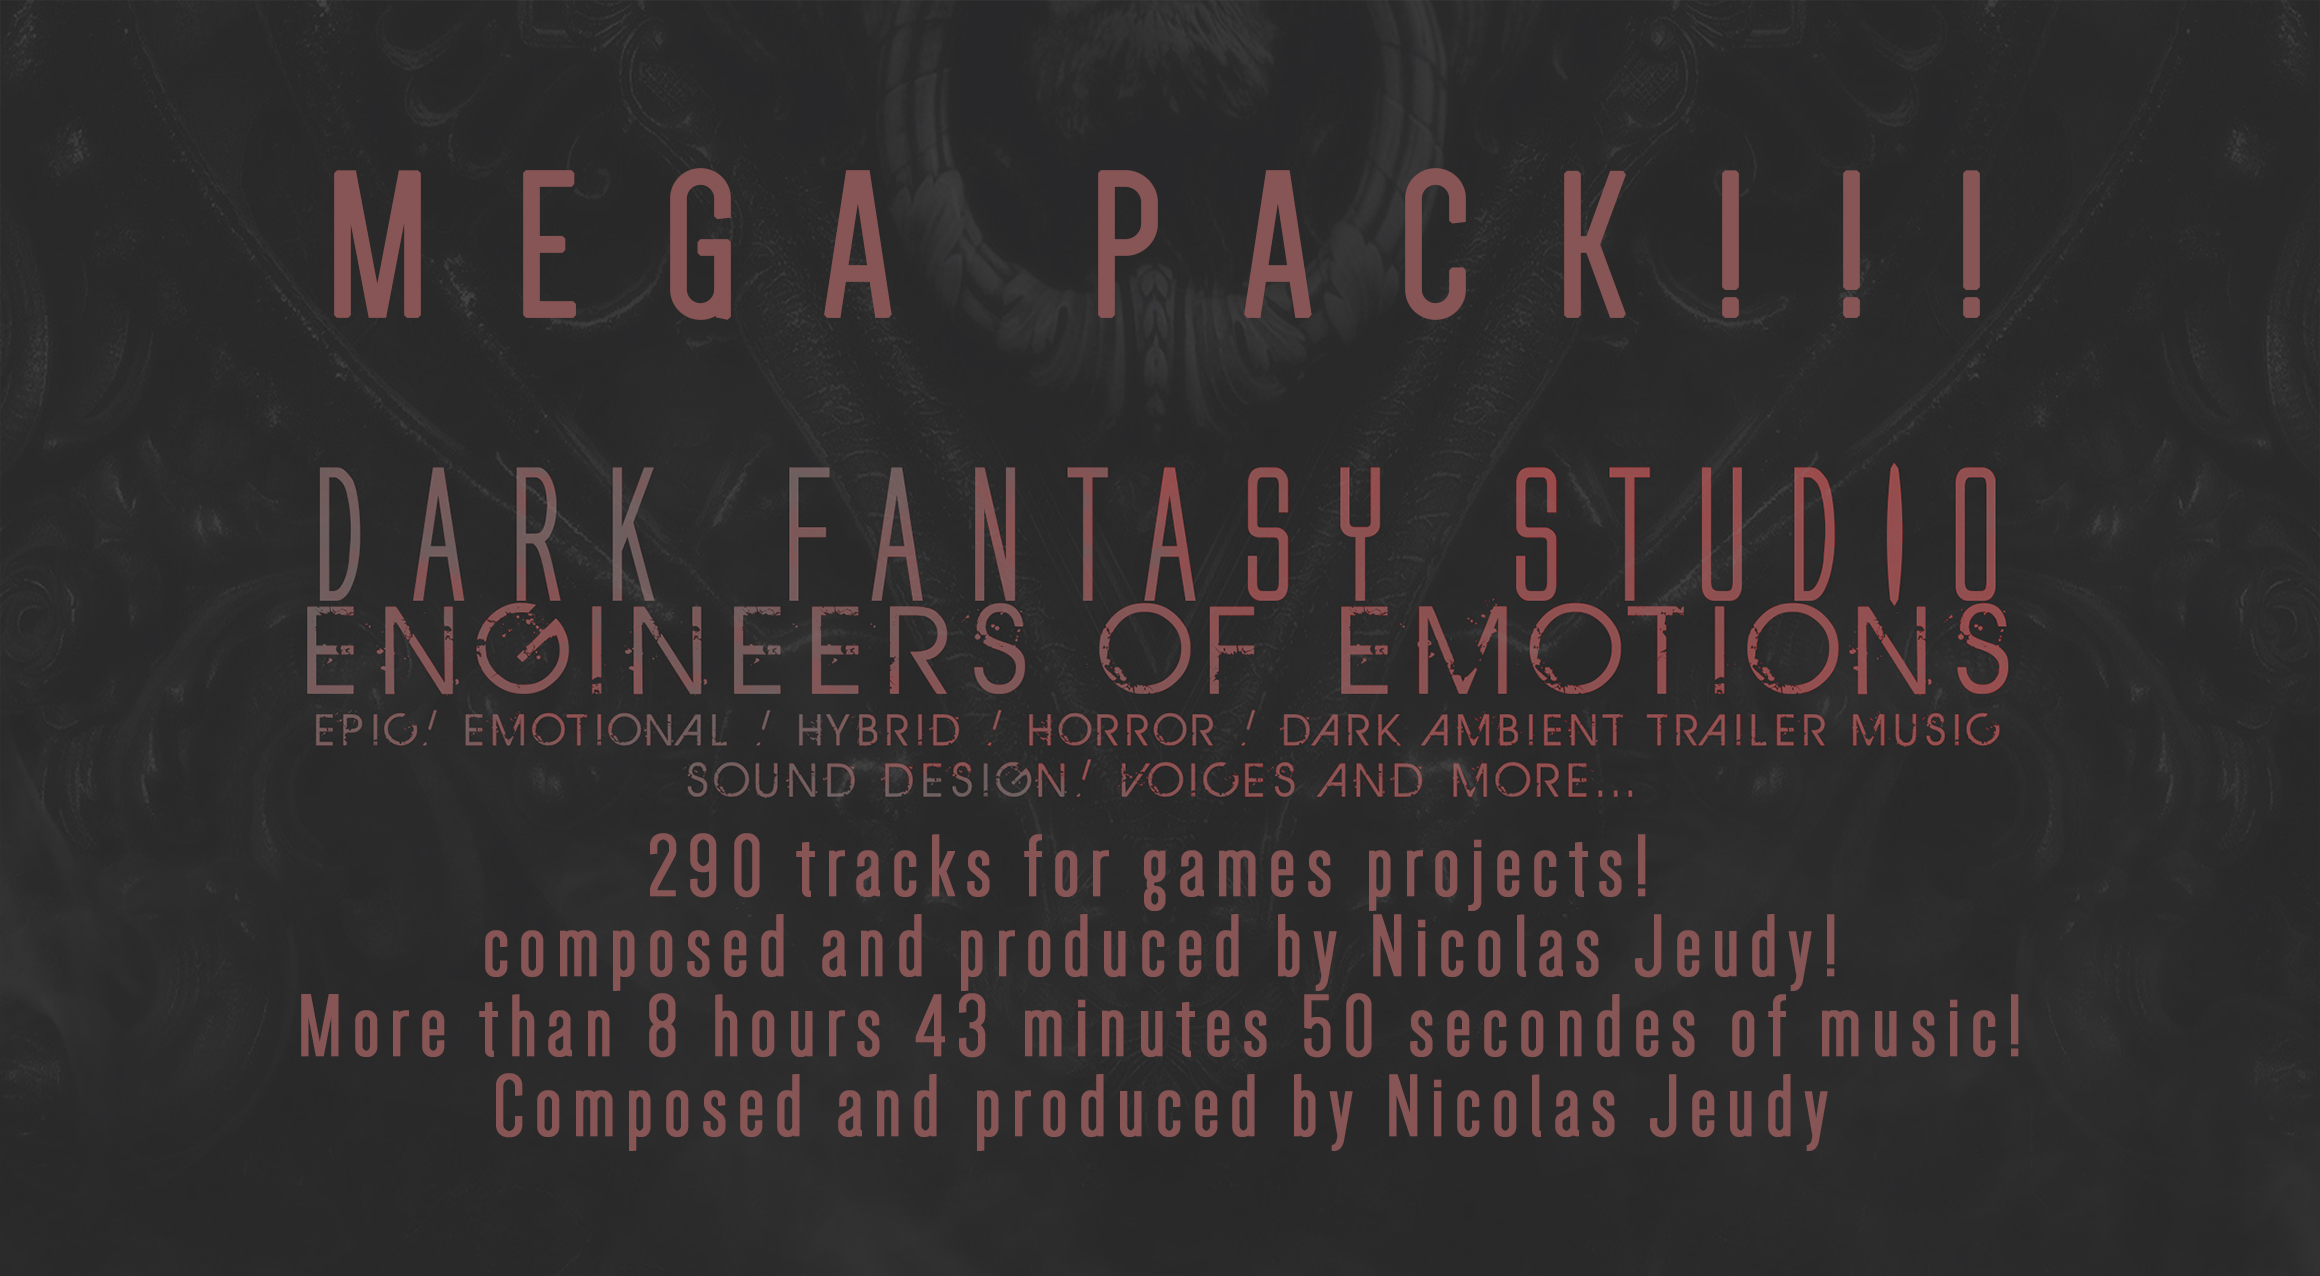 MEGA PACK!!!
DARK FANTASY STUDIO
ENGINEERS OF EMOTIONS
EPIC/ EMOTIONAL / HYBRID / HORROR / DARK AMBIENT TRAILER MUSIC
SOUND DESIGN/ VOICES AND MORE...
290 tracks for games projects!
composed and produced by Nicolas Jeudy!
More than 8 hours 43 minutes 50 secondes of music!
Composed and produced by Nicolas Jeudy